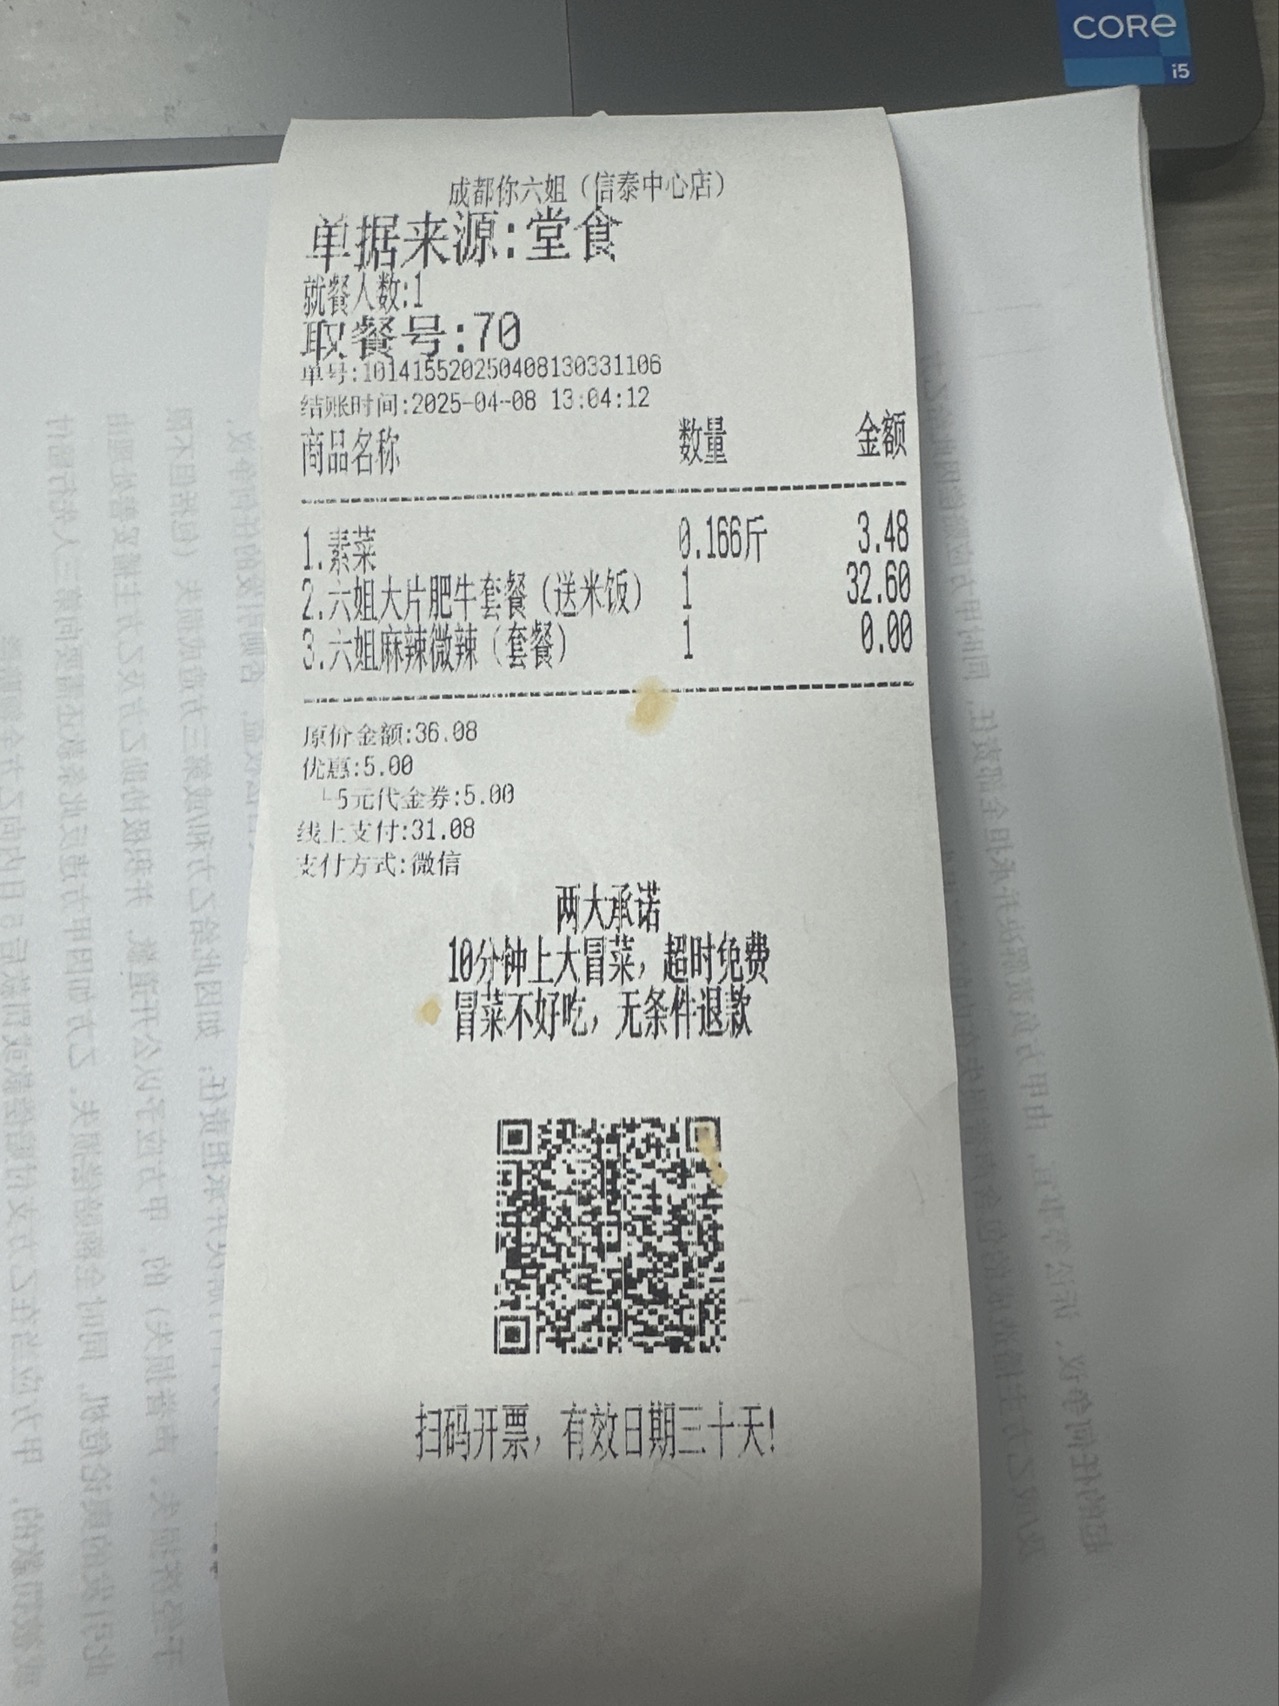 CORe
i5
成都你六姐（信泰中心店）
单据来源:堂食
就餐人数:1
取餐号:70
单号:101415520250408130331106
结账时间:2025-04-08 13:04:12
商品名称 数量 金额
1.素菜 0.166斤 3.48
2.六姐大片肥牛套餐（送米饭） 1 32.60
3.六姐麻辣微辣（套餐） 1 0.00
原价金额:36.08
优惠:5.00
└5元代金券:5.00
线上支付:31.08
支付方式:微信
两大承诺
10分钟上大冒菜，超时免费
冒菜不好吃，无条件退款
扫码开票，有效日期三十天!